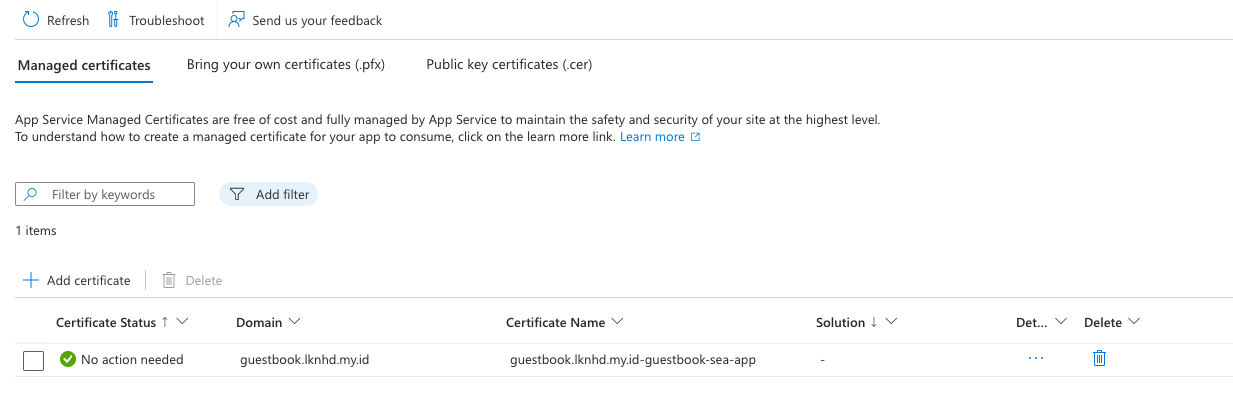 Refresh Troubleshoot Send us your feedback
Managed certificates Bring your own certificates (.pfx) Public key certificates (.cer)
App Service Managed Certificates are free of cost and fully managed by App Service to maintain the safety and security of your site at the highest level.
To understand how to create a managed certificate for your app to consume, click on the learn more link. Learn more
Filter by keywords Add filter
1 items
Add certificate Delete
Certificate Status ↑ Domain Certificate Name Solution ↓ Det... Delete
No action needed guestbook.lknhd.my.id guestbook.lknhd.my.id-guestbook-sea-app - ...